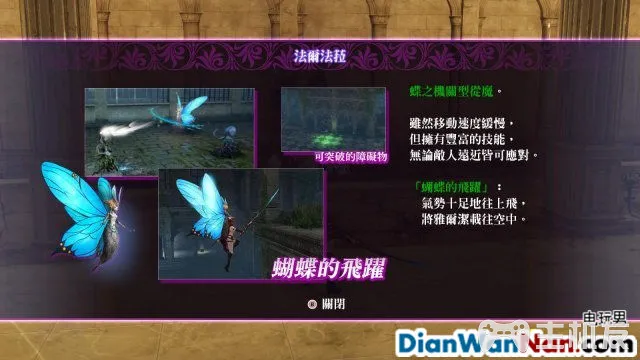 法爾法菈
蝶之機關型從魔。
雖然移動速度緩慢，
但擁有豐富的技能，
無論敵人遠近皆可應對。
可突破的障礙物
「蝴蝶的飛躍」：
氣勢十足地往上飛，
將雅爾潔載往空中。
蝴蝶的飛躍
關閉
电玩男
DianWanNan.com